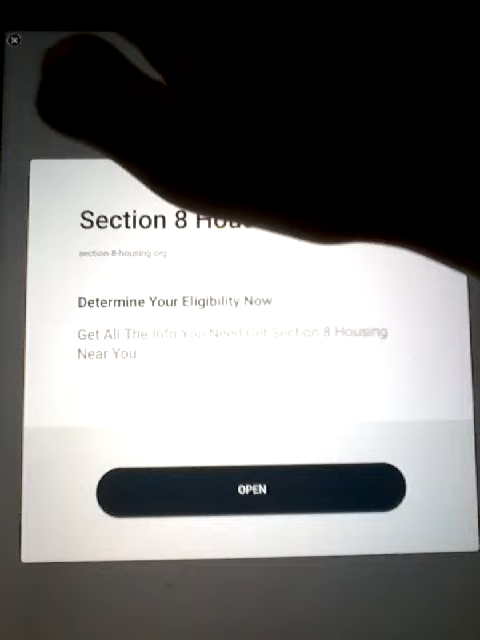 Section 8
section-8-housing.org
Determine Your Eligibility Now
Get All The Info You Need Get Section 8 Housing
Near You
OPEN